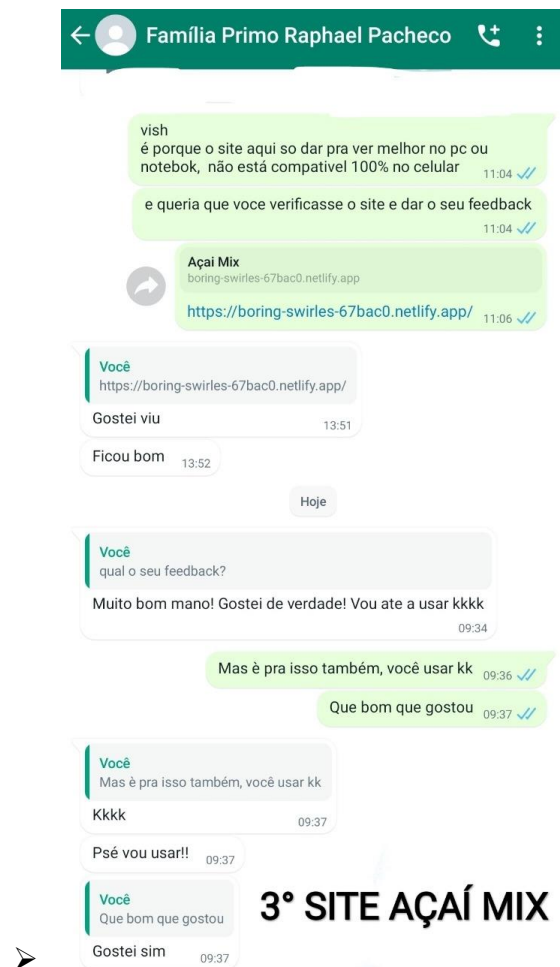 Família Primo Raphael Pacheco
vish
é porque o site aqui so dar pra ver melhor no pc ou
notebok, não está compativel 100% no celular 11:04
e queria que voce verificasse o site e dar o seu feedback
11:04
Açai Mix
boring-swirles-67bac0.netlify.app
https://boring-swirles-67bac0.netlify.app/ 11:06
Você
https://boring-swirles-67bac0.netlify.app/
Gostei viu 13:51
Ficou bom 13:52
Hoje
Você
qual o seu feedback?
Muito bom mano! Gostei de verdade! Vou ate a usar kkkk
09:34
Mas è pra isso também, você usar kk 09:36
Que bom que gostou 09:37
Você
Mas è pra isso também, você usar kk
Kkkk 09:37
Psé vou usar!! 09:37
Você
Que bom que gostou
Gostei sim 09:37
3° SITE AÇAÍ MIX